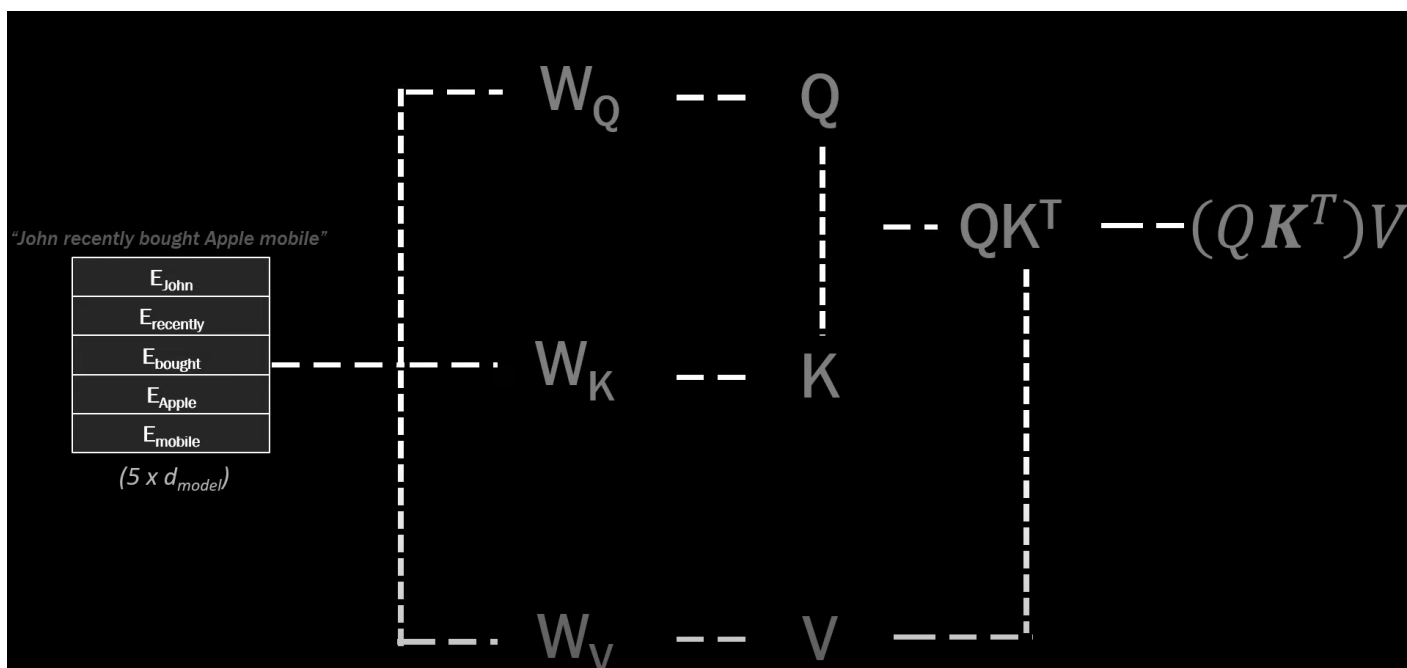 W_Q
Q
QK^T
(QK^T)V
"John recently bought Apple mobile"
E_John
E_recently
E_bought
E_Apple
E_mobile
(5 x d_model)
W_K
K
W_V
V